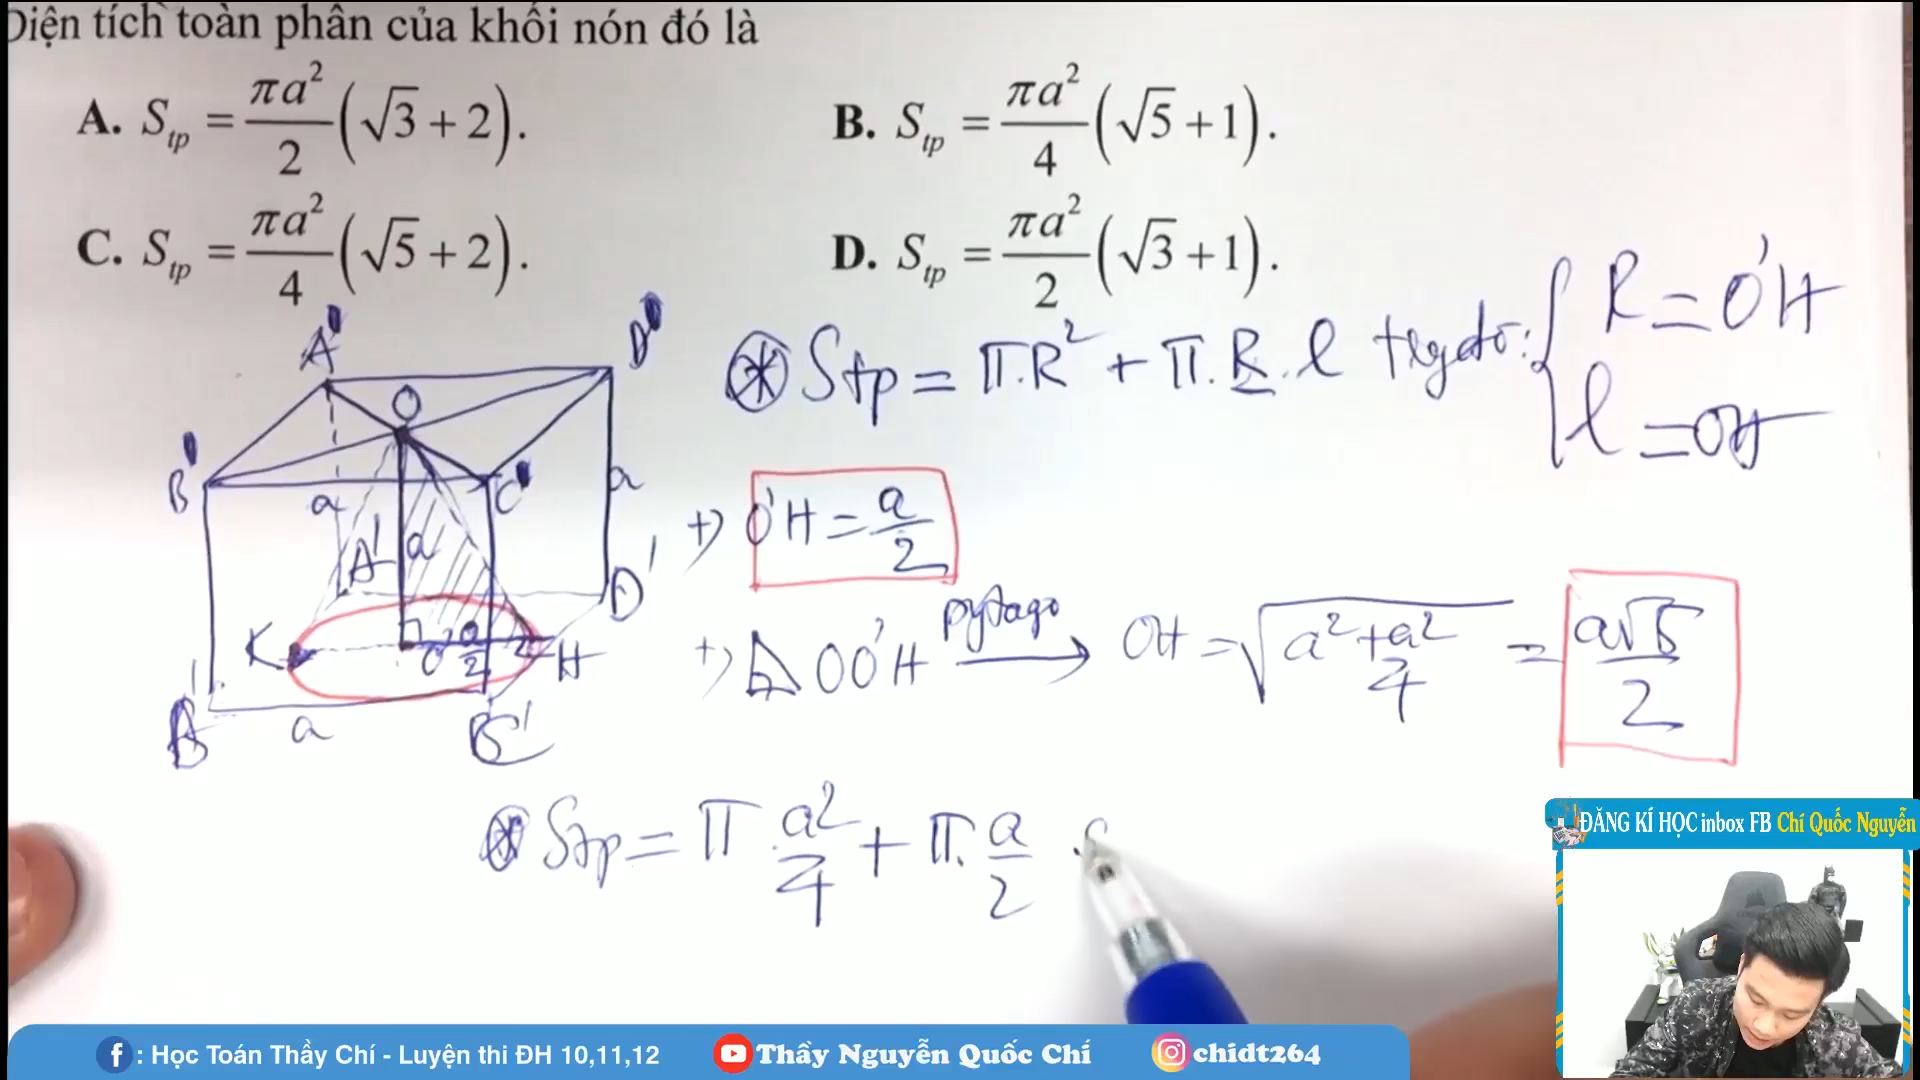 Diện tích toàn phần của khối nón đó là
A. S_tp = πa²/2 (√3 + 2).
B. S_tp = πa²/4 (√5 + 1).
C. S_tp = πa²/4 (√5 + 2).
D. S_tp = πa²/2 (√3 + 1).
⊛ Stp = π.R² + π.R.l trong đó: { R = O'H
l = OH
A
D
O
B
C
a
a
a
A'
D'
K
O'
a/2
H
B'
a
C'
+) O'H = a/2
+) Δ OO'H pytago → OH = √(a² + a²/4) = a√5/2
⊛ Stp = π.a²/4 + π.a/2 .
ĐĂNG KÍ HỌC inbox FB Chí Quốc Nguyễn
: Học Toán Thầy Chí - Luyện thi ĐH 10,11,12
Thầy Nguyễn Quốc Chí
chidt264